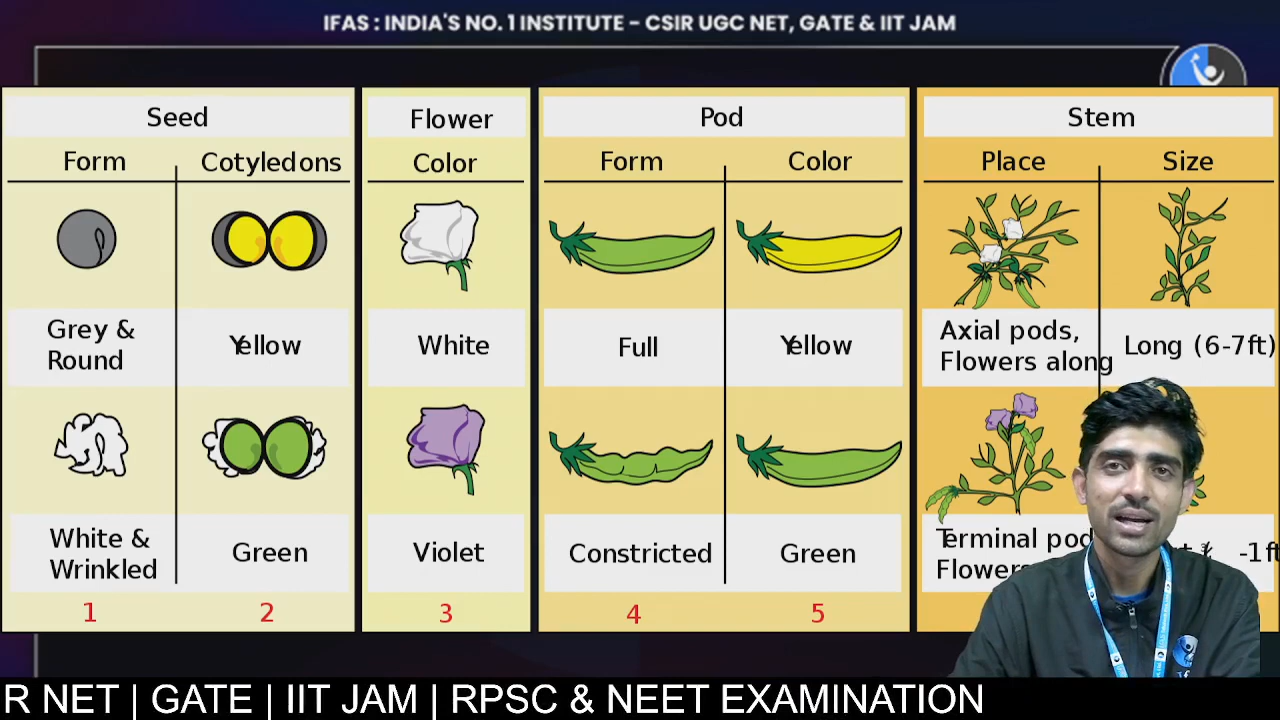 IFAS : INDIA'S NO. 1 INSTITUTE - CSIR UGC NET, GATE & IIT JAM
Seed
Form
Cotyledons
Grey &
Round
Yellow
White &
Wrinkled
Green
1
2
Flower
Color
White
Violet
3
Pod
Form
Color
Full
Yellow
Constricted
Green
4
5
Stem
Place
Size
Axial pods,
Flowers along
Long (6-7ft)
Terminal pod
Flowers
-1ft
R NET | GATE | IIT JAM | RPSC & NEET EXAMINATION